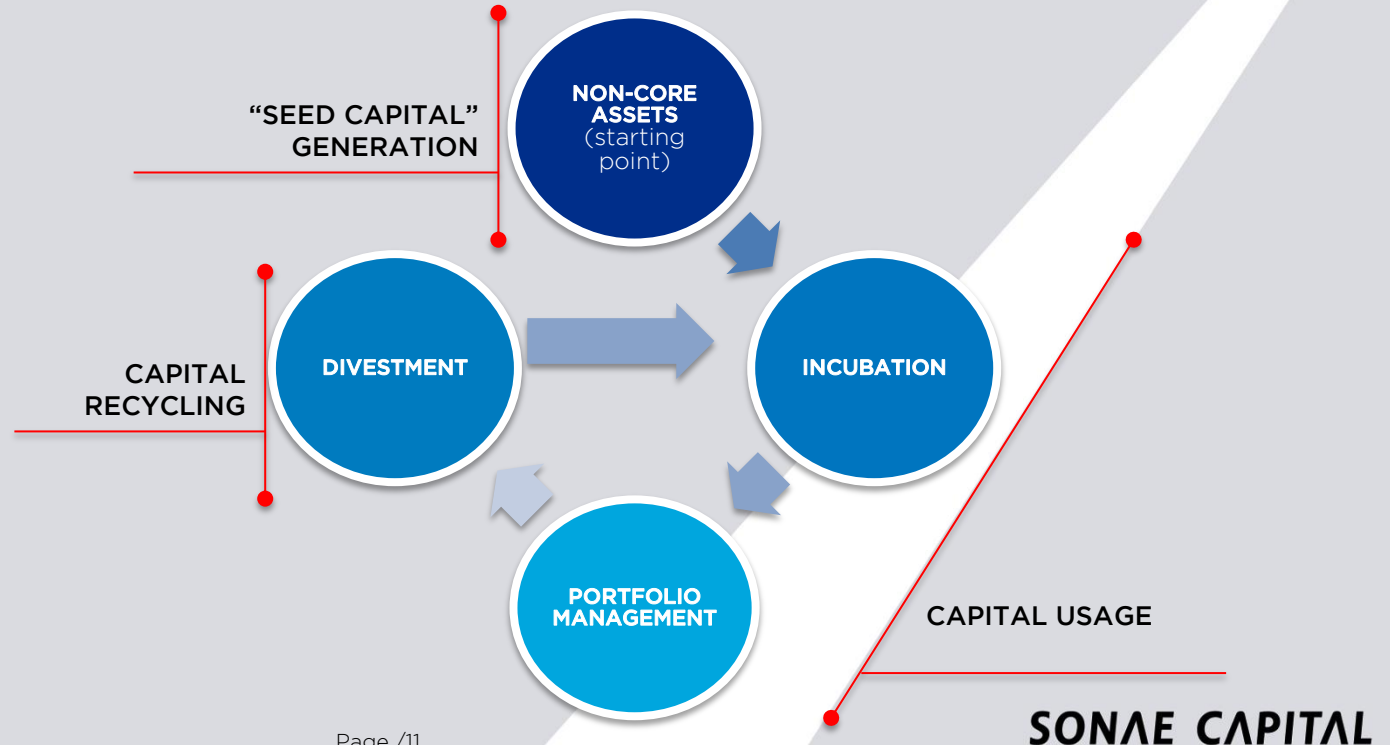 NON-CORE
ASSETS
(starting
point)
“SEED CAPITAL”
GENERATION
DIVESTMENT
INCUBATION
CAPITAL
RECYCLING
PORTFOLIO
MANAGEMENT
CAPITAL USAGE
SONAE CAPITAL
Page /11